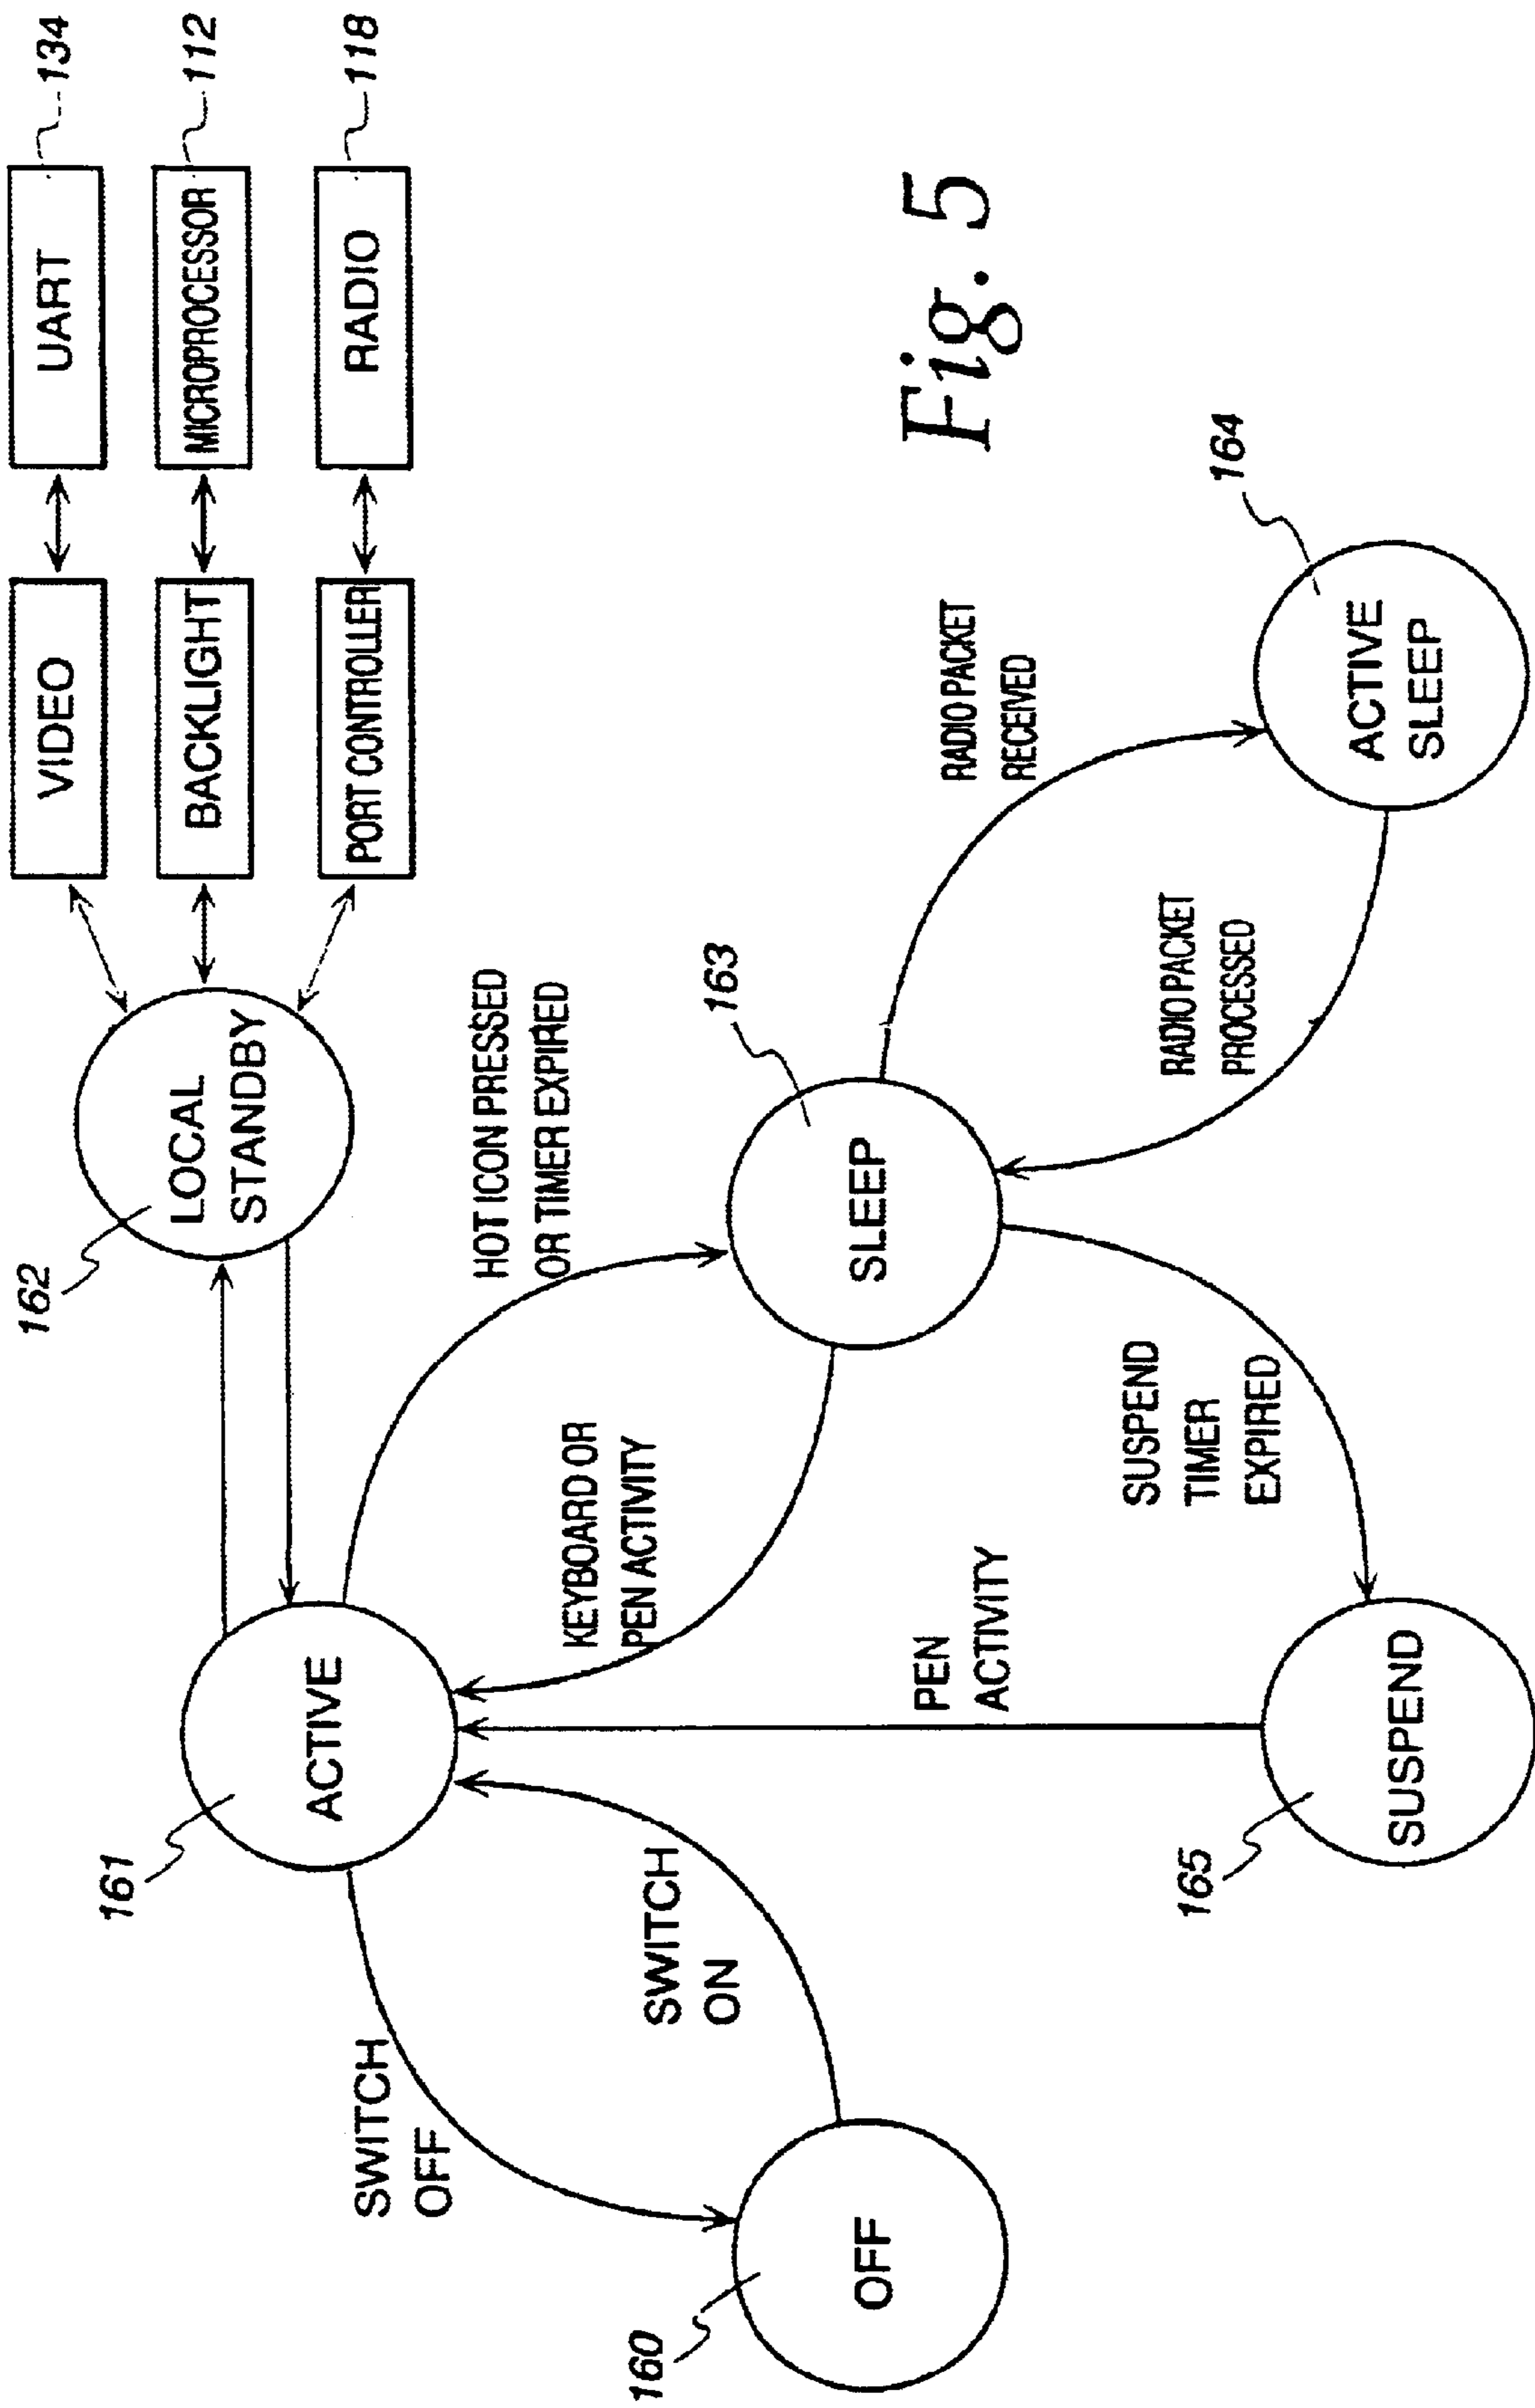 UART
134
MICROPROCESSOR
112
RADIO
118
VIDEO
BACKLIGHT
PORT CONTROLLER
LOCAL
STANDBY
162
ACTIVE
161
HOT ICON PRESSED
OR TIMER EXPIRED
KEYBOARD OR
PEN ACTIVITY
SWITCH
OFF
SWITCH
ON
OFF
160
SLEEP
163
PEN
ACTIVITY
SUSPEND
TIMER
EXPIRED
SUSPEND
165
RADIO PACKET
RECEIVED
RADIO PACKET
PROCESSED
ACTIVE
SLEEP
164
Fig. 5